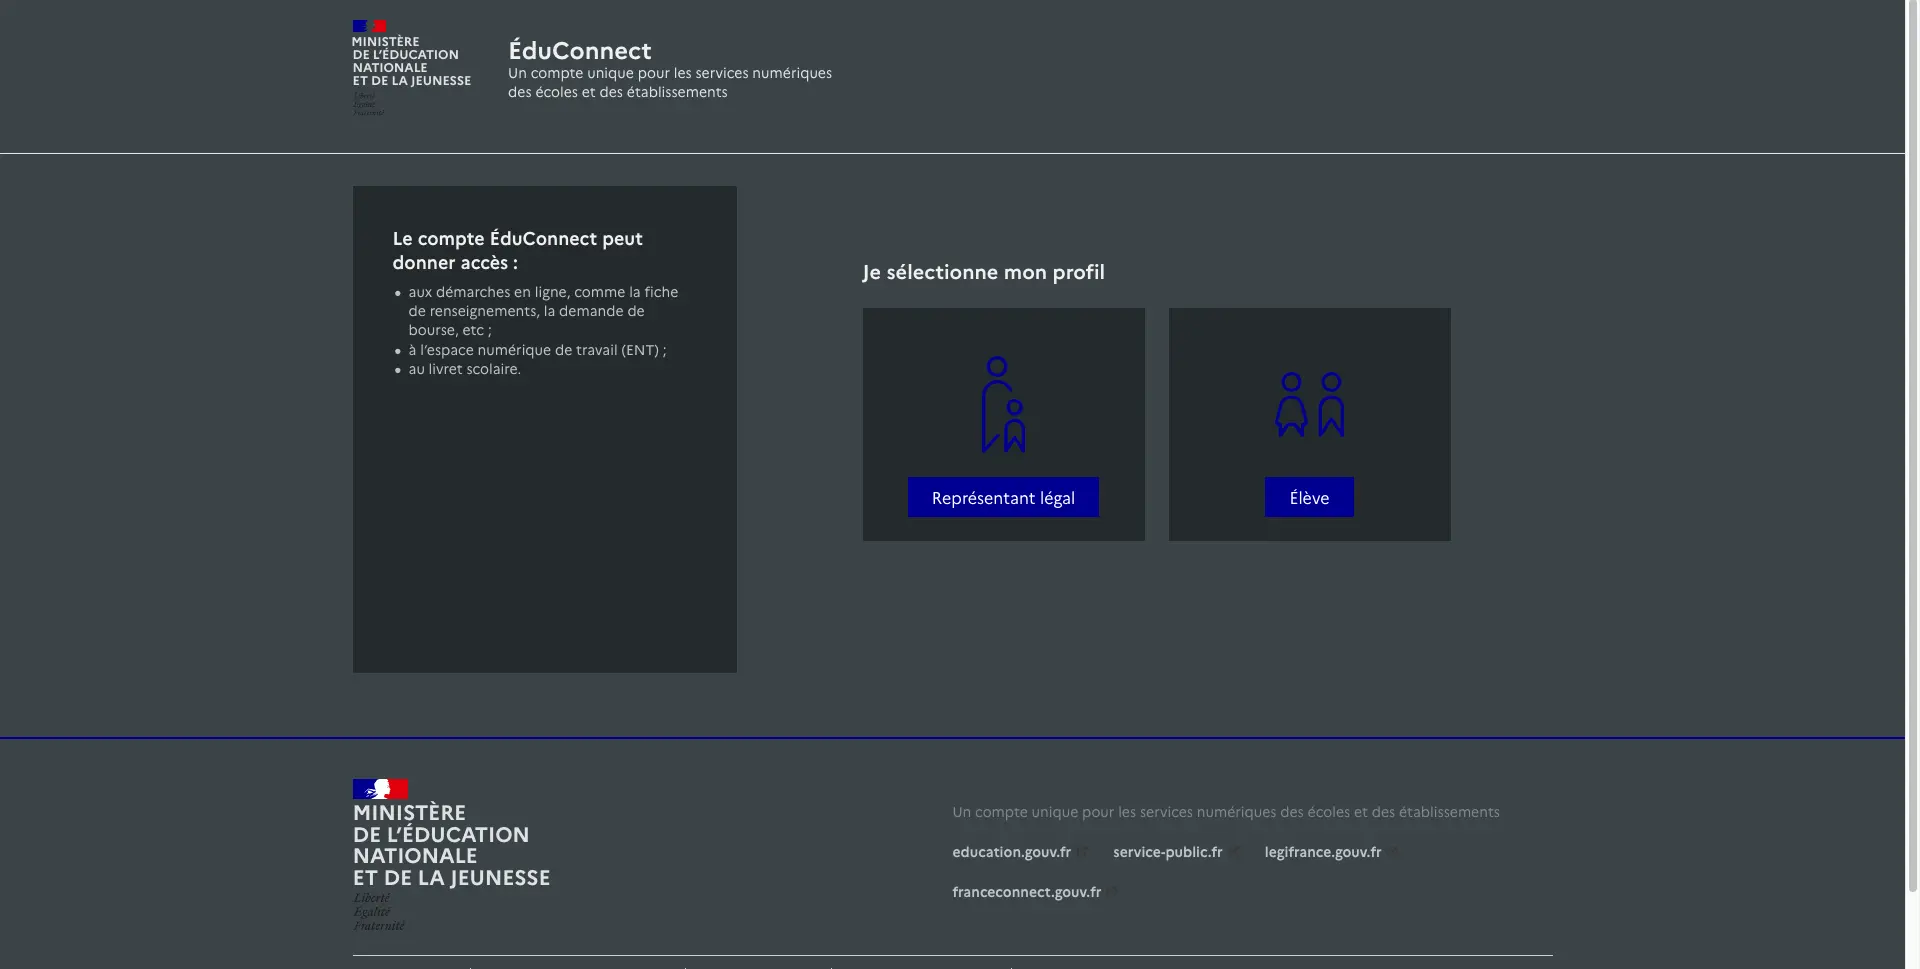 MINISTÈRE
DE L'ÉDUCATION
NATIONALE
ET DE LA JEUNESSE
Liberté
Égalité
Fraternité
ÉduConnect
Un compte unique pour les services numériques
des écoles et des établissements
Le compte ÉduConnect peut
donner accès :
• aux démarches en ligne, comme la fiche
de renseignements, la demande de
bourse, etc ;
• à l'espace numérique de travail (ENT) ;
• au livret scolaire.
Je sélectionne mon profil
Représentant légal
Élève
MINISTÈRE
DE L'ÉDUCATION
NATIONALE
ET DE LA JEUNESSE
Liberté
Égalité
Fraternité
Un compte unique pour les services numériques des écoles et des établissements
education.gouv.fr
service-public.fr
legifrance.gouv.fr
franceconnect.gouv.fr